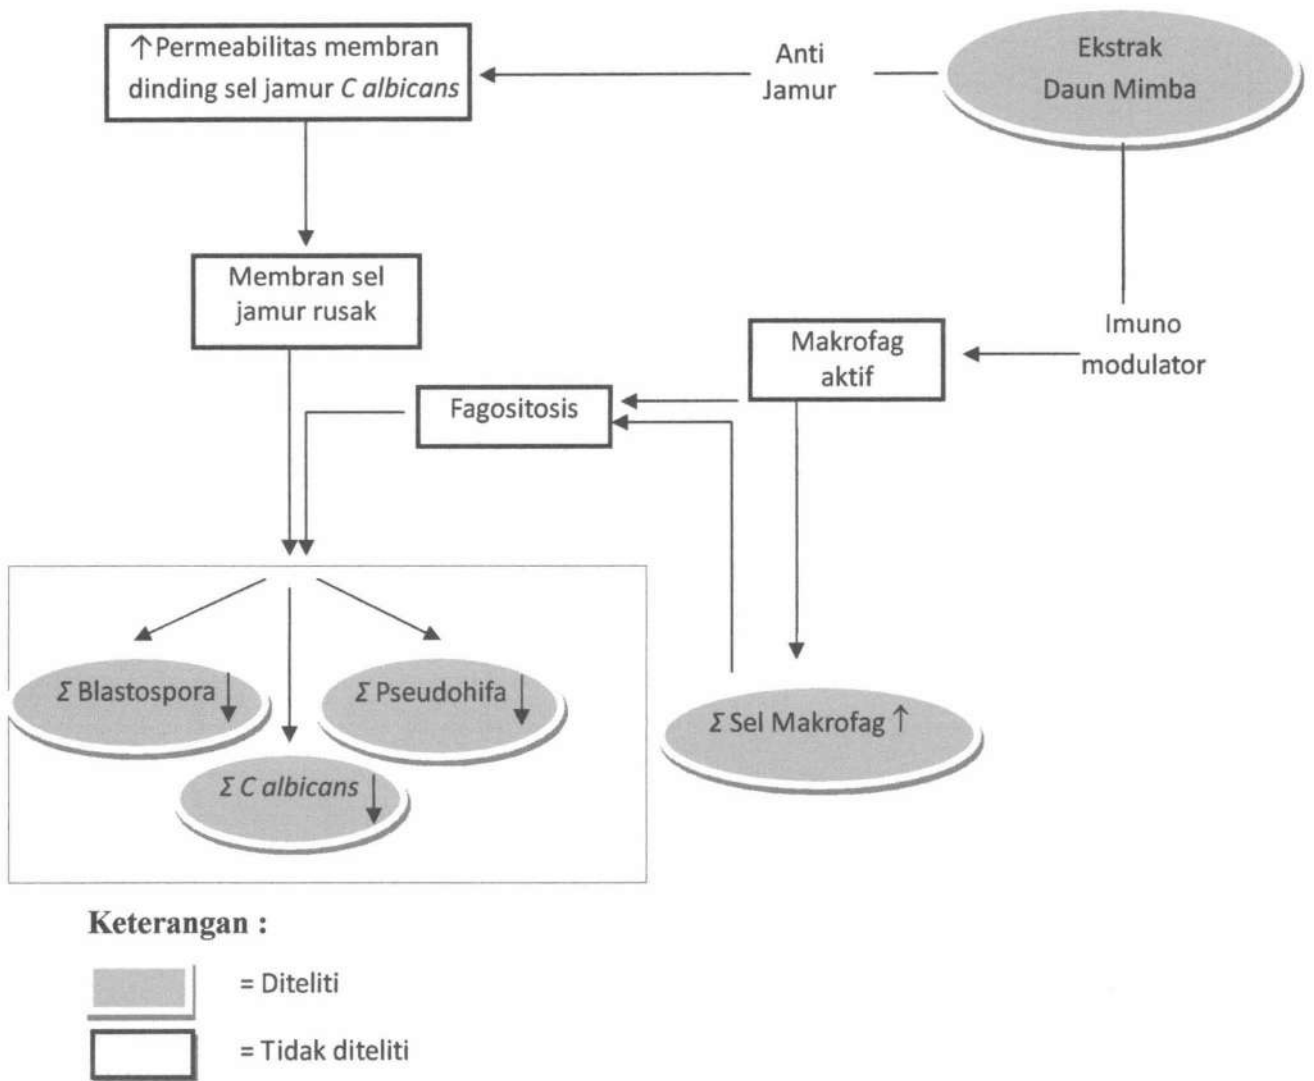 ↑Permeabilitas membran
dinding sel jamur C albicans
Anti
Jamur
Ekstrak
Daun Mimba
Membran sel
jamur rusak
Makrofag
aktif
Imuno
modulator
Fagositosis
Σ Blastospora ↓
Σ Pseudohifa ↓
Σ C albicans ↓
Σ Sel Makrofag ↑
Keterangan :
= Diteliti
= Tidak diteliti